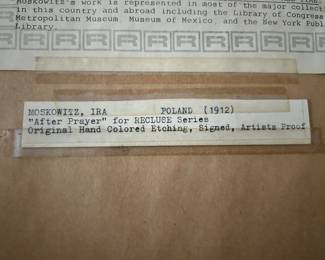 Moskowitz's work is represented in most of the major collect
in this country and abroad including the Library of Congress
Metropolitan Museum, Museum of Mexico, and the New York Publ
Library.
R R R R R R R R
MOSKOWITZ, IRA POLAND (1912)
"After Prayer" for RECLUSE Series
Original Hand Colored Etching, Signed, Artists Proof